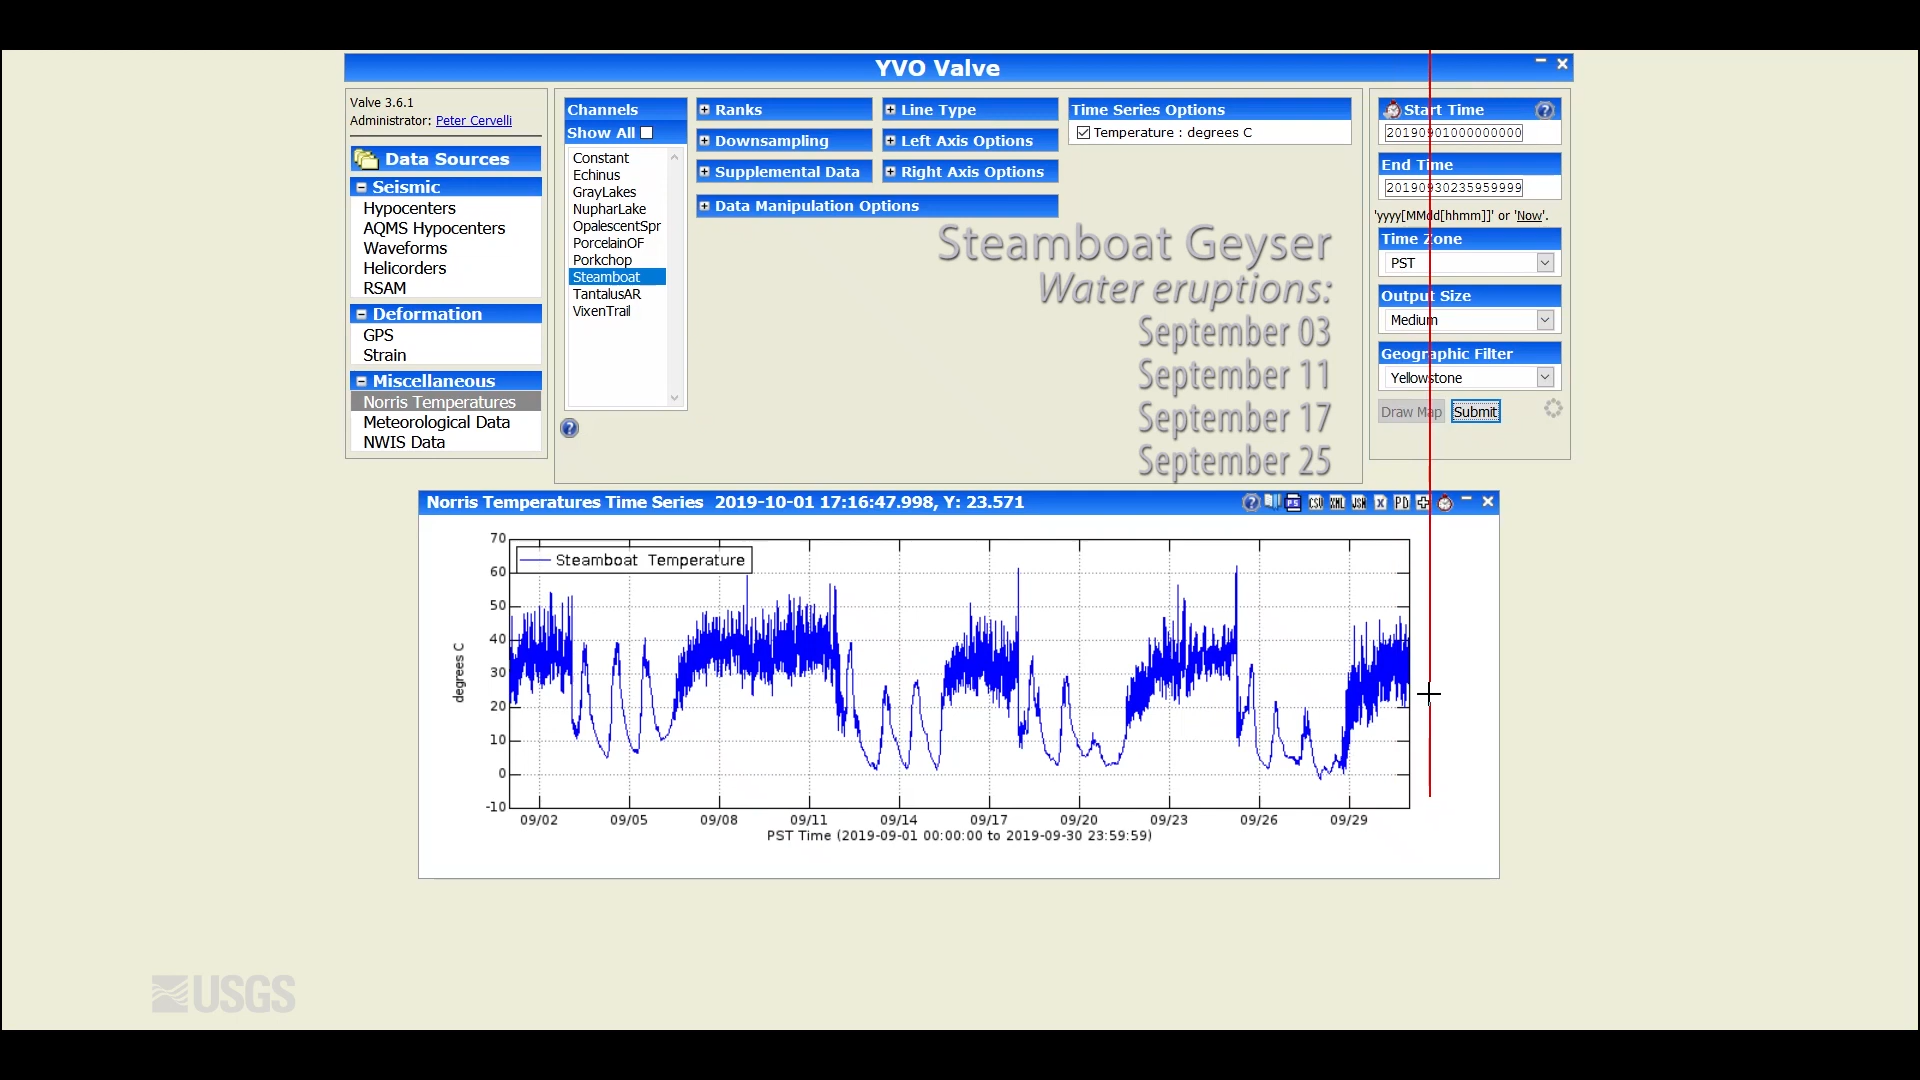 YVO Valve
Valve 3.6.1
Administrator: Peter Cervelli
Data Sources
Seismic
Hypocenters
AQMS Hypocenters
Waveforms
Helicorders
RSAM
Deformation
GPS
Strain
Miscellaneous
Norris Temperatures
Meteorological Data
NWIS Data
Channels
Show All
Constant
Echinus
GrayLakes
NupharLake
OpalescentSpr
PorcelainOF
Porkchop
Steamboat
TantalusAR
VixenTrail
Ranks
Downsampling
Supplemental Data
Data Manipulation Options
Line Type
Left Axis Options
Right Axis Options
Time Series Options
Temperature : degrees C
Steamboat Geyser
Water eruptions:
September 03
September 11
September 17
September 25
Start Time
20190901000000000
End Time
20190930235959999
'yyyy[MMdd[hhmm]]' or 'Now'.
Time Zone
PST
Output Size
Medium
Geographic Filter
Yellowstone
Draw Map Submit
Norris Temperatures Time Series 2019-10-01 17:16:47.998, Y: 23.571
PS CSV XML JSN X PD
Steamboat Temperature
70
60
50
40
30
20
10
0
-10
degrees C
09/02 09/05 09/08 09/11 09/14 09/17 09/20 09/23 09/26 09/29
PST Time (2019-09-01 00:00:00 to 2019-09-30 23:59:59)
USGS